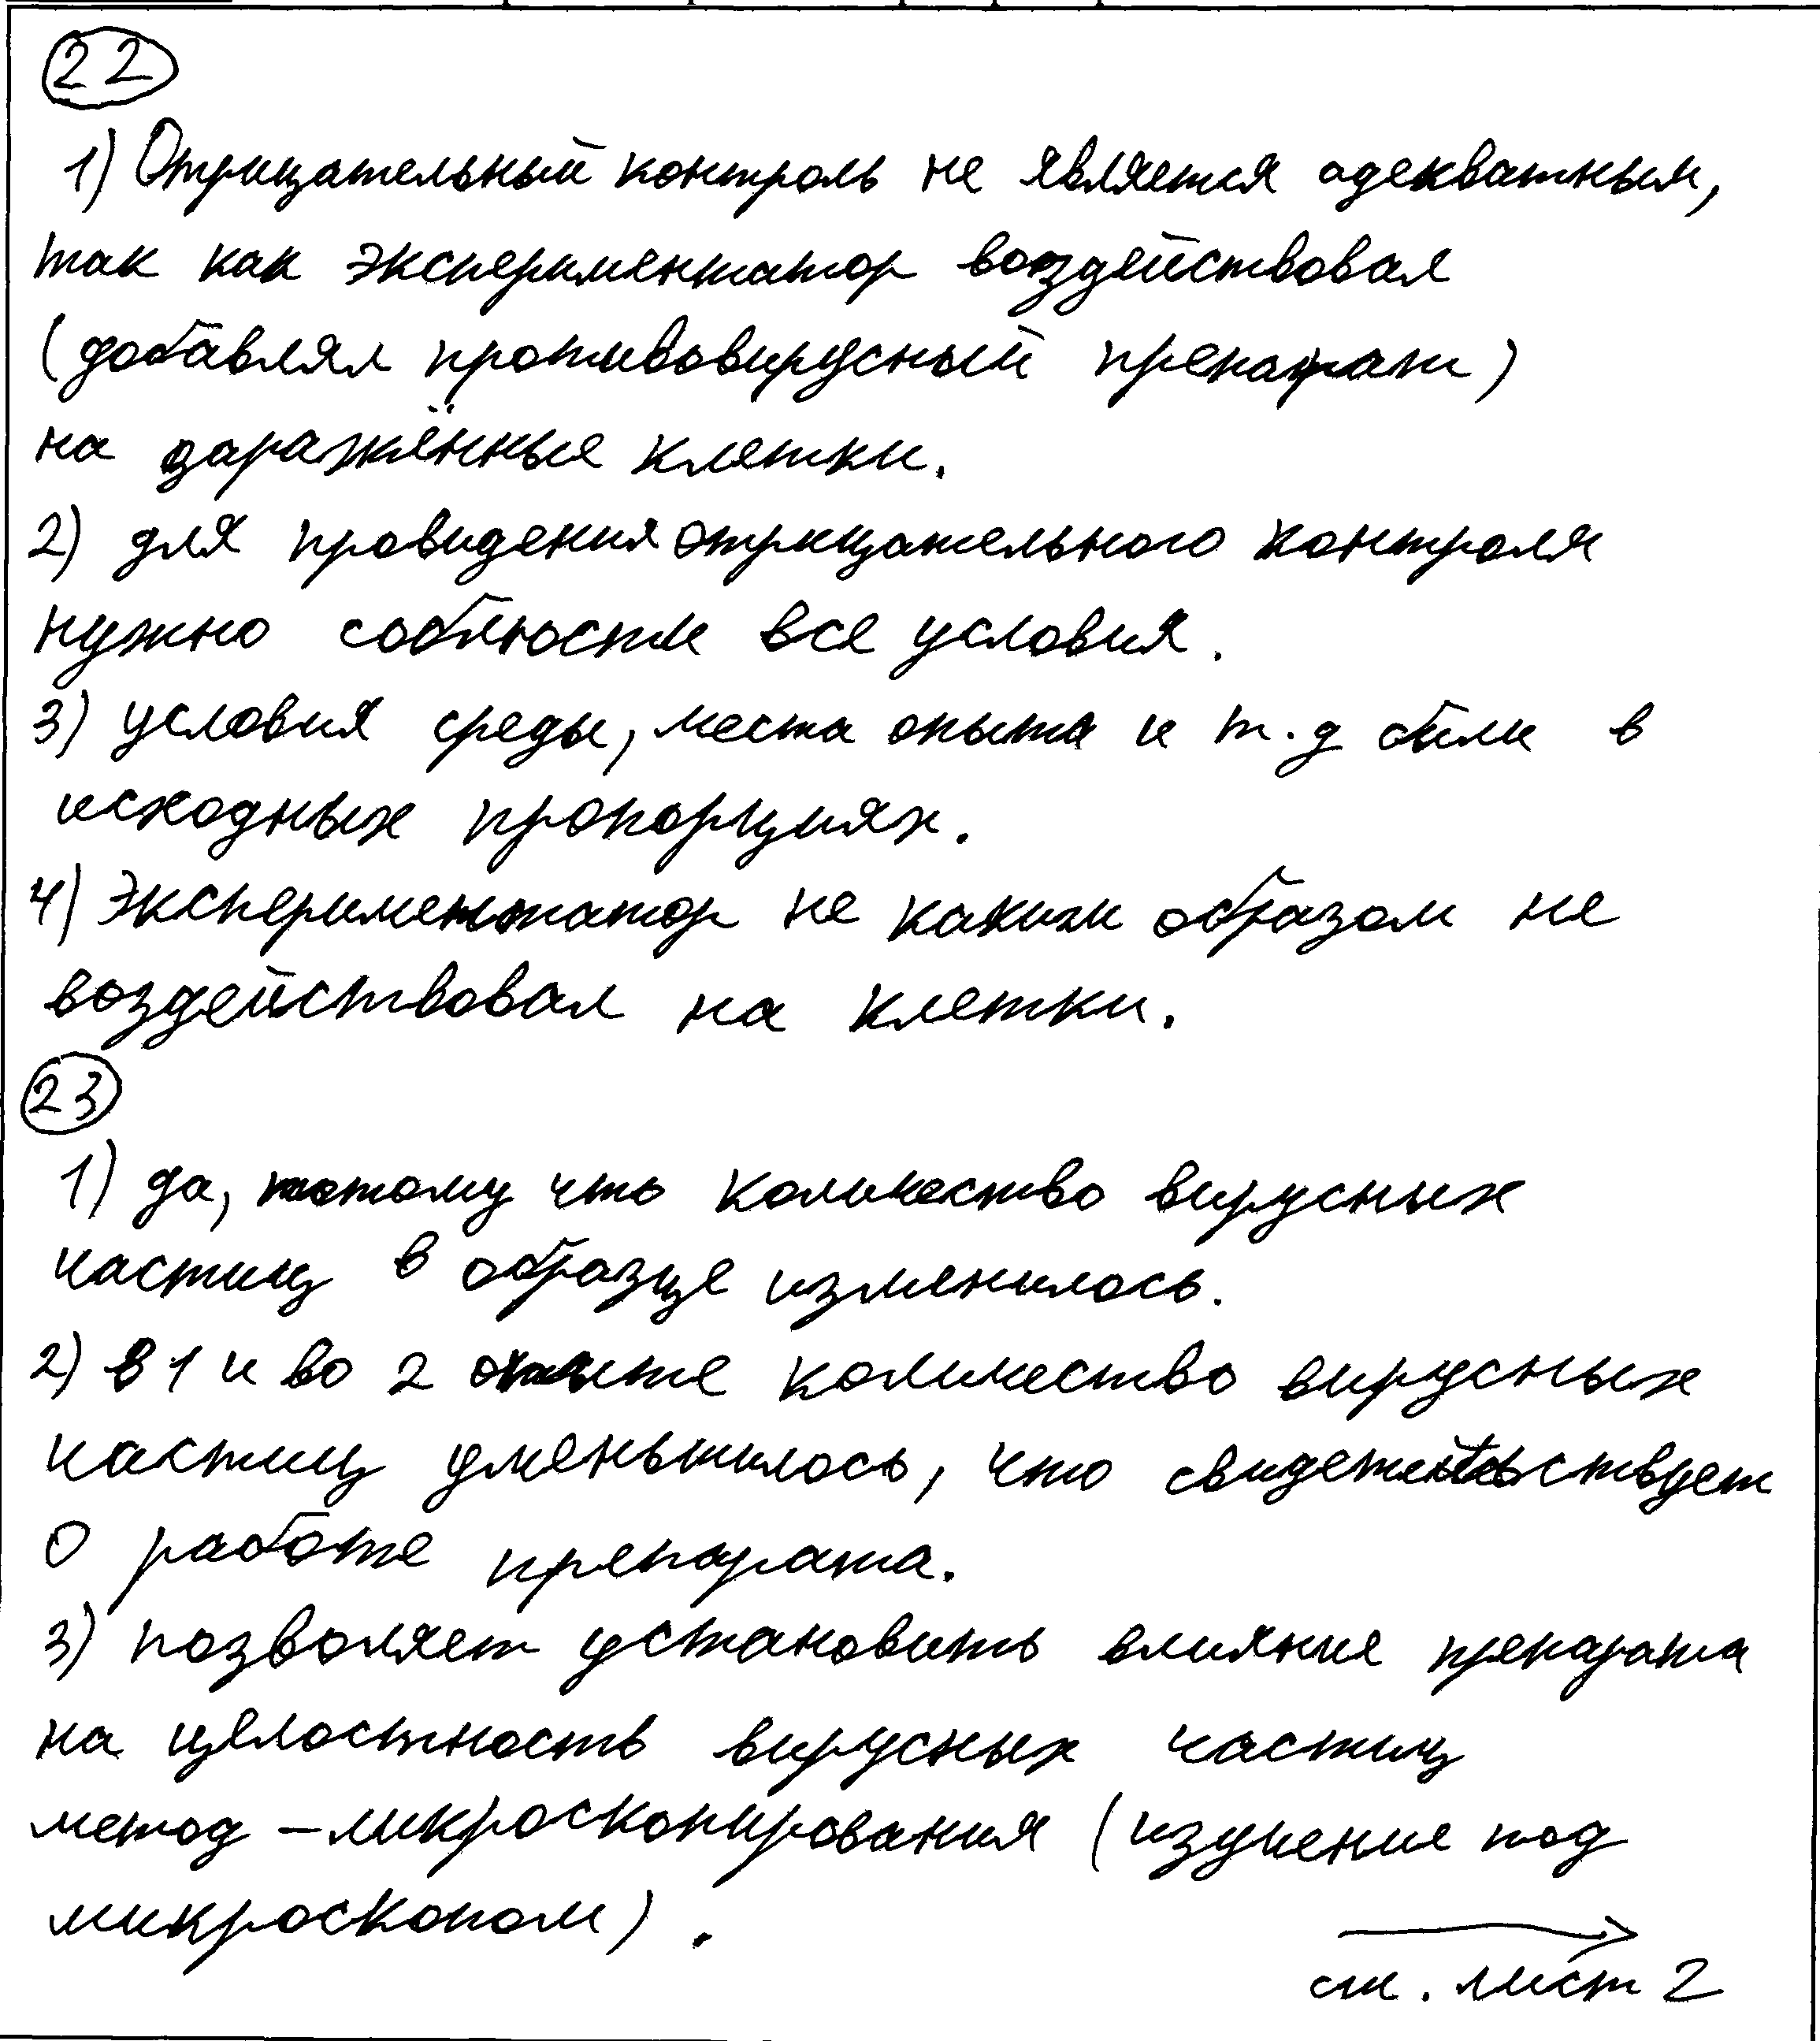 22
1) Отрицательный контроль не является адекватным,
так как экспериментатор воздействовал
(добавлял противовирусный препарат)
на заражённые клетки.
2) для провидения отрицательного контроля
нужно соблюсти все условия.
3) условия среды, места опыта и т.д были в
исходных пропорциях.
4) Экспериментатор не каким образом не
воздействовал на клетки.
23
1) да, потому что количество вирусных
частиц в образце изменилось.
2) в 1 и во 2 опыте количество вирусных
частиц уменьшилось, что свидетельствует
о работе препарата.
3) позволяет установить влияние препарата
на целостность вирусных частиц
метод – микроскопирования (изучение под
микроскопом).
см. лист 2